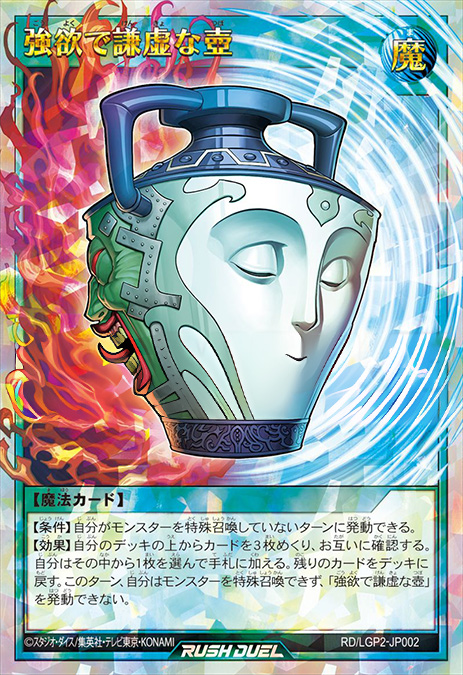 強欲で謙虚な壺
魔
【魔法カード】
【条件】自分がモンスターを特殊召喚していないターンに発動できる。
【効果】自分のデッキの上からカードを3枚めくり、お互いに確認する。
自分はその中から1枚を選んで手札に加える。残りのカードをデッキに
戻す。このターン、自分はモンスターを特殊召喚できず、「強欲で謙虚な壺」
を発動できない。
©スタジオ・ダイス/集英社・テレビ東京・KONAMI
RUSH DUEL
RD/LGP2-JP002